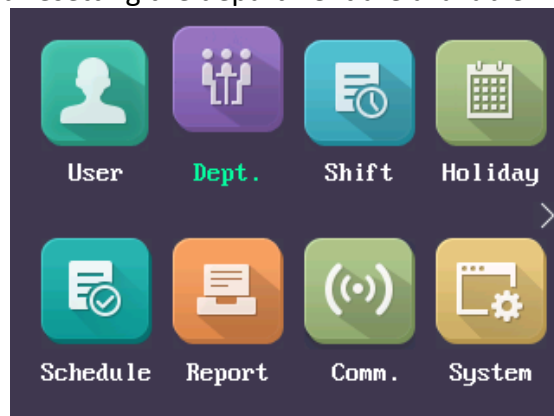 User Dept. Shift Holiday
Schedule Report Comm. System